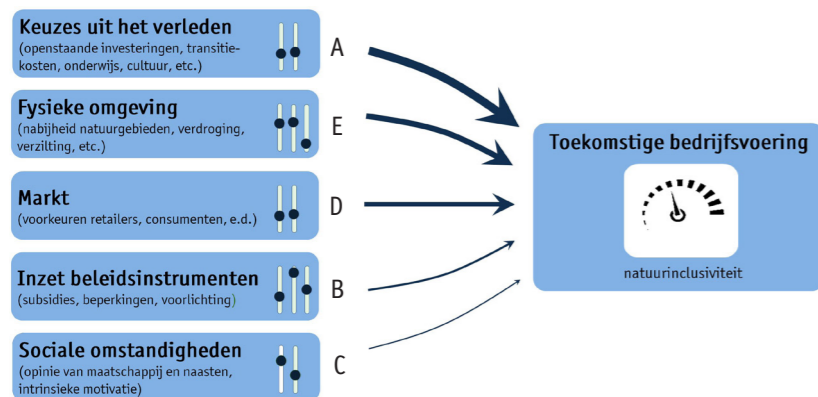 Keuzes uit het verleden
(openstaande investeringen, transitie-
kosten, onderwijs, cultuur, etc.)
A
Fysieke omgeving
(nabijheid natuurgebieden, verdroging,
verzilting, etc.)
E
Markt
(voorkeuren retailers, consumenten, e.d.)
D
Inzet beleidsinstrumenten
(subsidies, beperkingen, voorlichting)
B
Sociale omstandigheden
(opinie van maatschappij en naasten,
intrinsieke motivatie)
C
Toekomstige bedrijfsvoering
natuurinclusiviteit